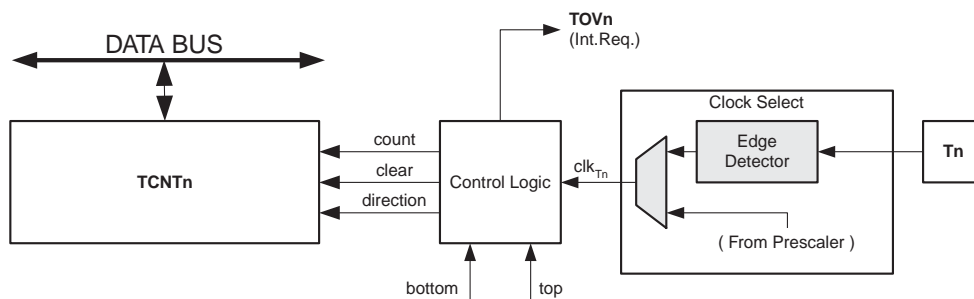 TOVn
(Int.Req.)
DATA BUS
Clock Select
count
Edge
Detector
Tn
TCNTn
clear
Control Logic
clkTn
direction
( From Prescaler )
bottom
top